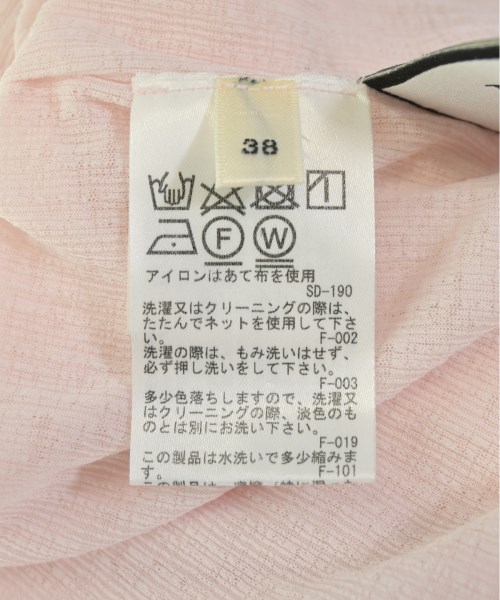 38
F
W
アイロンはあて布を使用
SD-190
洗濯又はクリーニングの際は、
たたんでネットを使用して下さ
い。
F-002
洗濯の際は、もみ洗いはせず、
必ず押し洗いをして下さい。
F-003
多少色落ちしますので、洗濯又
はクリーニングの際は、淡色のも
のとは別にお洗い下さい。
F-019
この製品は水洗いで多少縮みま
す。
F-101
この製品は、